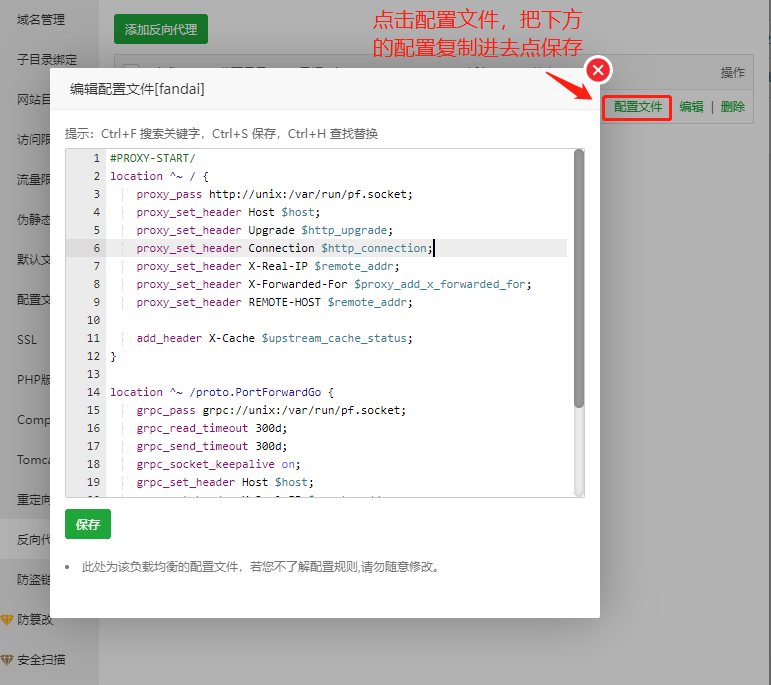 域名管理
添加反向代理
点击配置文件，把下方
的配置复制进去点保存
子目录绑定
操作
编辑配置文件[fandai]
网站目
配置文件 编辑 | 删除
提示：Ctrl+F 搜索关键字，Ctrl+S 保存，Ctrl+H 查找替换
访问限
流量限
伪静态
默认文
配置文
SSL
PHP版
Comp
Tomca
重定向
反向代
防盗链
防篡改
安全扫描
1 #PROXY-START/
2 location ^~ / {
3 proxy_pass http://unix:/var/run/pf.socket;
4 proxy_set_header Host $host;
5 proxy_set_header Upgrade $http_upgrade;
6 proxy_set_header Connection $http_connection;
7 proxy_set_header X-Real-IP $remote_addr;
8 proxy_set_header X-Forwarded-For $proxy_add_x_forwarded_for;
9 proxy_set_header REMOTE-HOST $remote_addr;
10
11 add_header X-Cache $upstream_cache_status;
12 }
13
14 location ^~ /proto.PortForwardGo {
15 grpc_pass grpc://unix:/var/run/pf.socket;
16 grpc_read_timeout 300d;
17 grpc_send_timeout 300d;
18 grpc_socket_keepalive on;
19 grpc_set_header Host $host;
保存
此处为该负载均衡的配置文件，若您不了解配置规则,请勿随意修改。